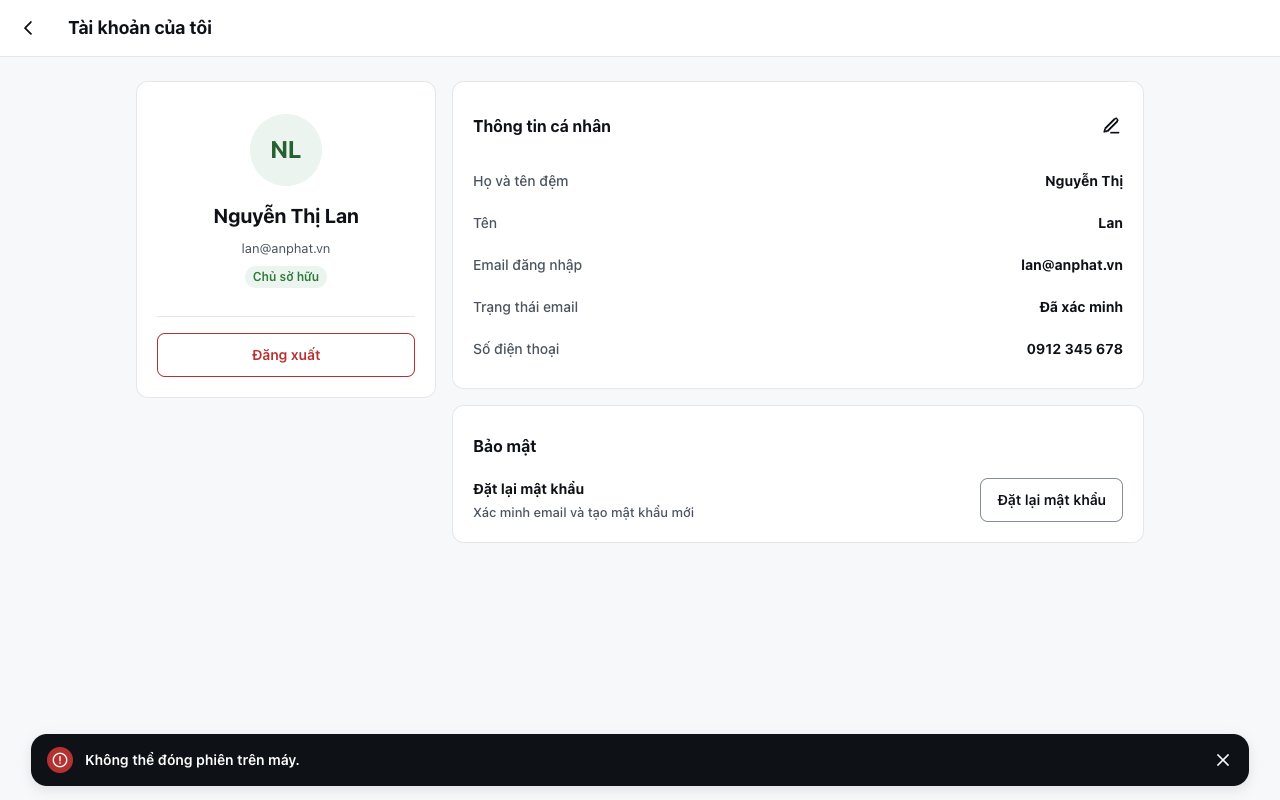 Tài khoản của tôi
NL
Nguyễn Thị Lan
lan@anphat.vn
Chủ sở hữu
Đăng xuất
Thông tin cá nhân
Họ và tên đệm
Nguyễn Thị
Tên
Lan
Email đăng nhập
lan@anphat.vn
Trạng thái email
Đã xác minh
Số điện thoại
0912 345 678
Bảo mật
Đặt lại mật khẩu
Xác minh email và tạo mật khẩu mới
Đặt lại mật khẩu
Không thể đóng phiên trên máy.